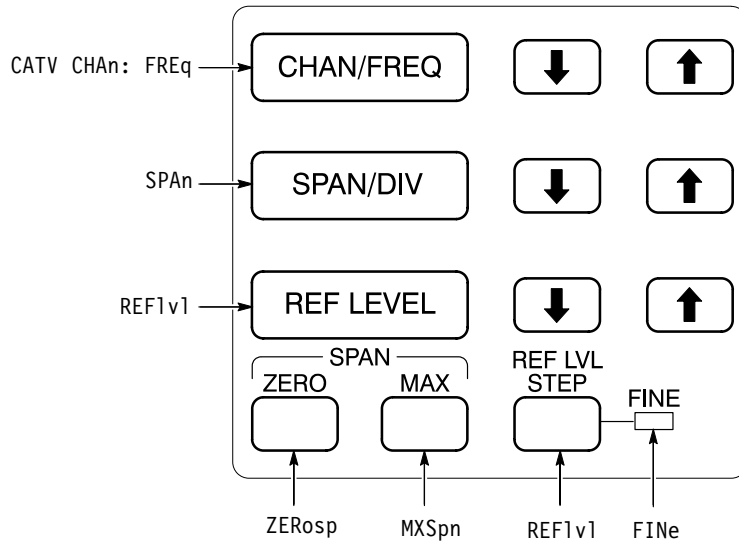 CATV CHAn: FREq
CHAN/FREQ
SPAn
SPAN/DIV
REFlvl
REF LEVEL
SPAN
ZERO
MAX
REF LVL
STEP
FINE
ZERosp
MXSpn
REFlvl
FINe